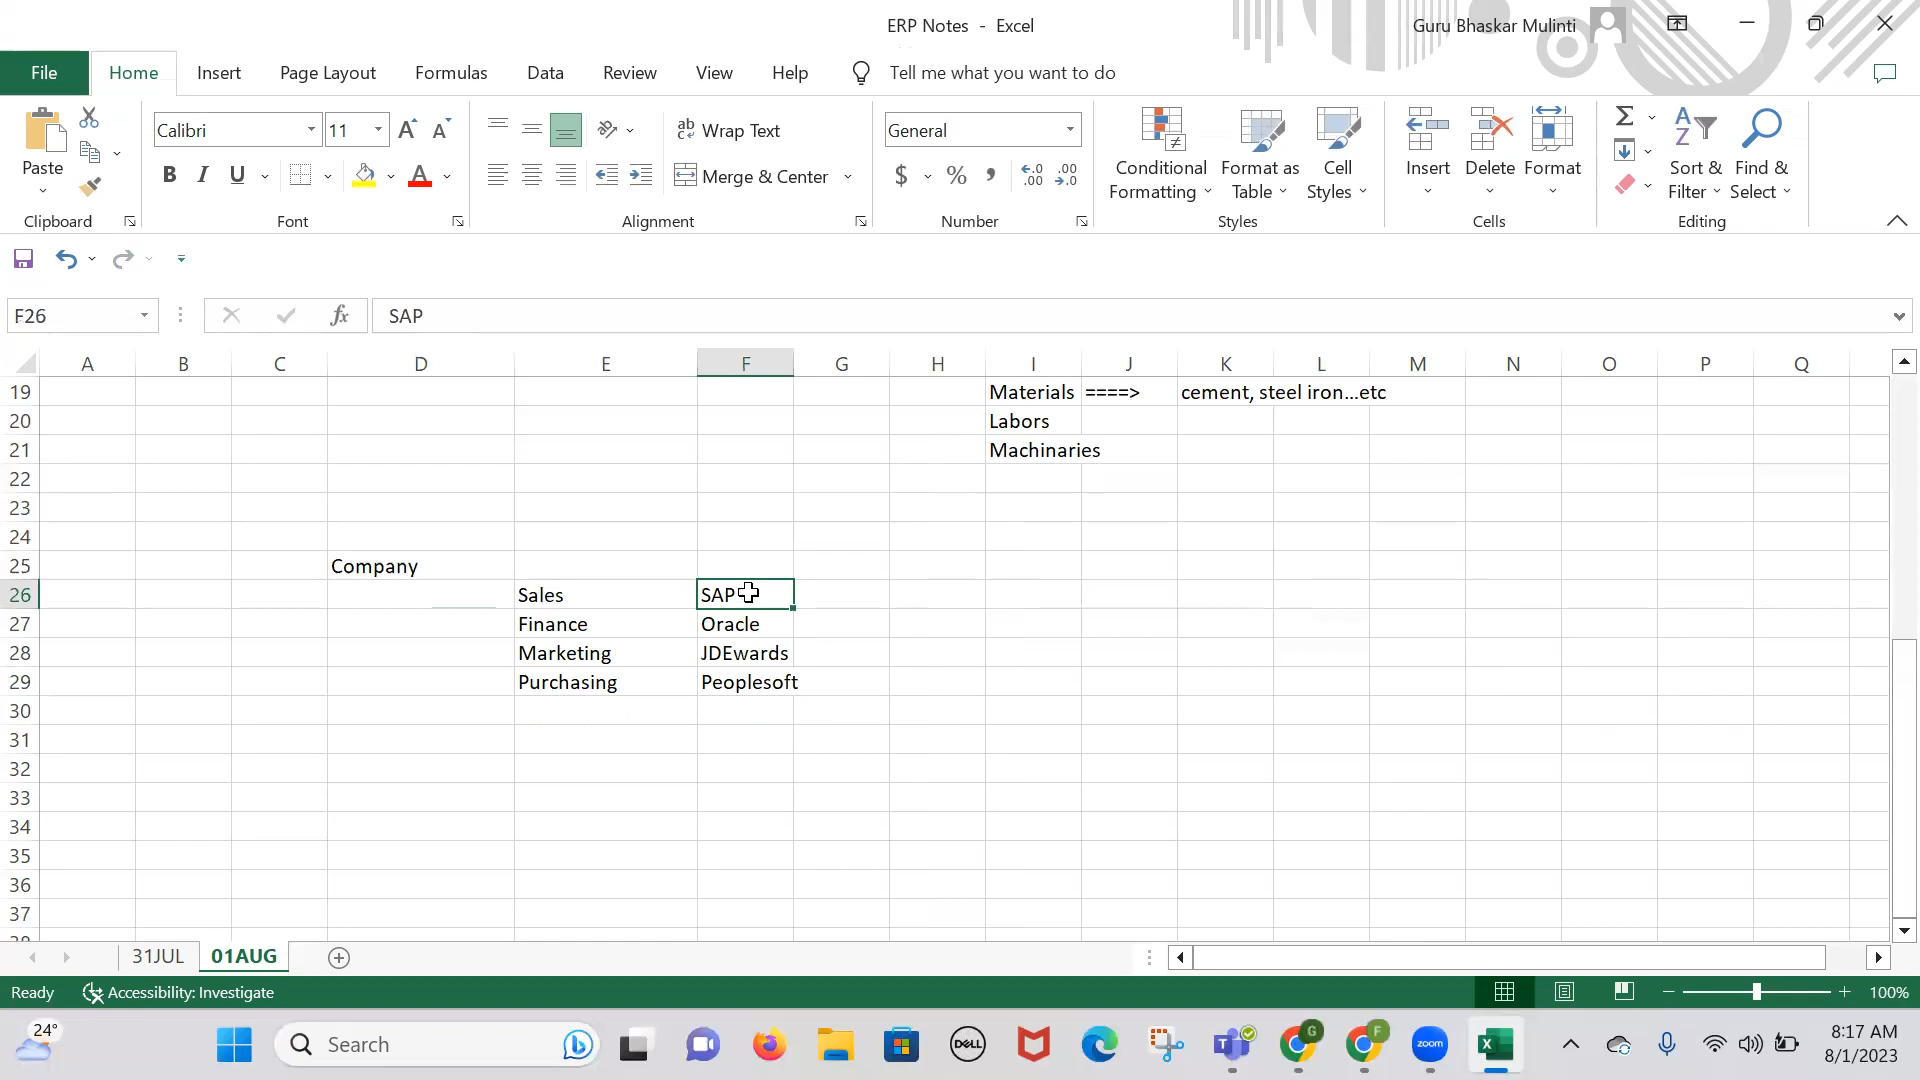 ERP Notes - Excel
Guru Bhaskar Mulinti
File Home Insert Page Layout Formulas Data Review View Help Tell me what you want to do
Paste
Clipboard
Calibri 11
B I U A
Font
Wrap Text
Merge & Center
Alignment
General
$ % ,
Number
Conditional Formatting
Format as Table
Cell Styles
Styles
Insert Delete Format
Cells
Sort & Filter
Find & Select
Editing
F26 fx SAP
A B C D E F G H I J K L M N O P Q
19 Materials ====> cement, steel iron...etc
20 Labors
21 Machinaries
22
23
24
25 Company
26 Sales SAP
27 Finance Oracle
28 Marketing JDEwards
29 Purchasing Peoplesoft
30
31
32
33
34
35
36
37
31JUL 01AUG
Ready Accessibility: Investigate 100%
24° Search DELL zoom 8:17 AM
8/1/2023